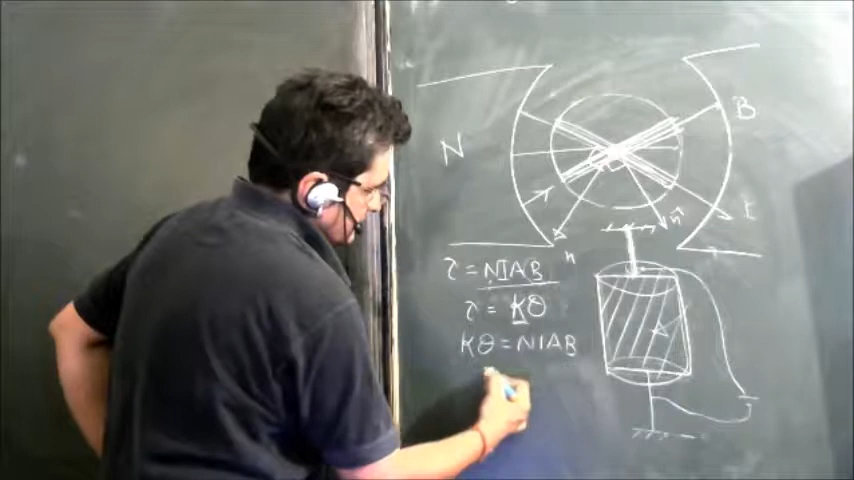 N
B
n̂
n
τ = NIAB
τ = Kθ
Kθ = NIAB